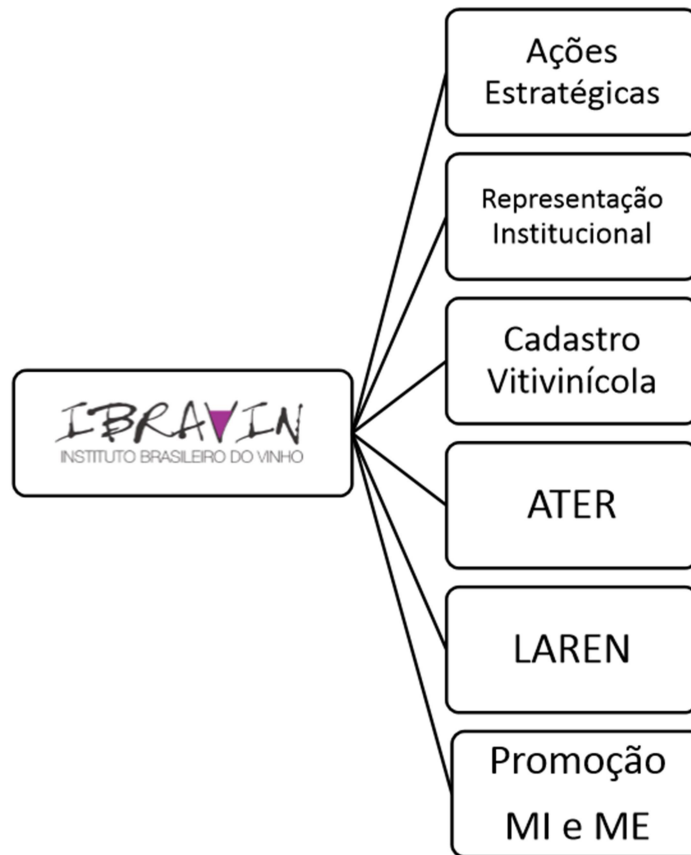 Ações
Estratégicas
Representação
Institucional
Cadastro
Vitivinícola
IBRAVIN
INSTITUTO BRASILEIRO DO VINHO
ATER
LAREN
Promoção
MI e ME